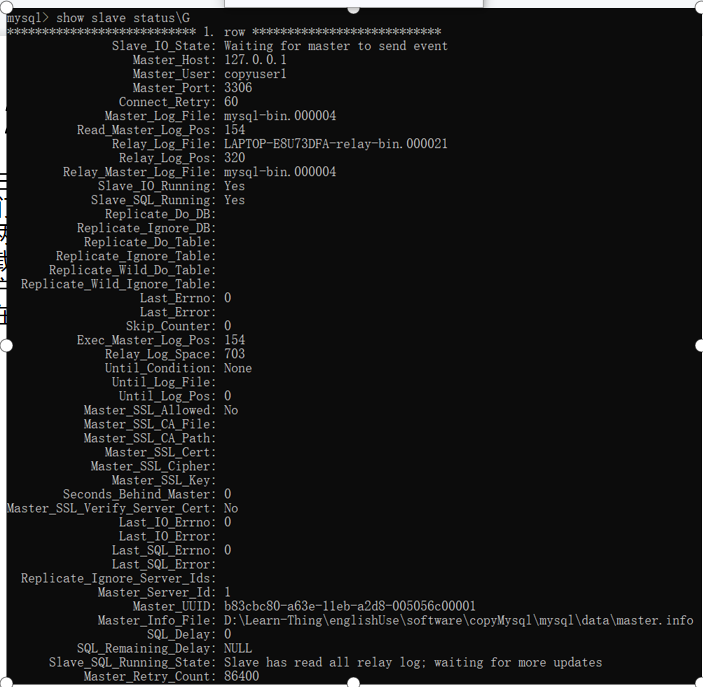 mysql> show slave status\G
*************************** 1. row ***************************
Slave_IO_State: Waiting for master to send event
Master_Host: 127.0.0.1
Master_User: copyuser1
Master_Port: 3306
Connect_Retry: 60
Master_Log_File: mysql-bin.000004
Read_Master_Log_Pos: 154
Relay_Log_File: LAPTOP-E8U73DFA-relay-bin.000021
Relay_Log_Pos: 320
Relay_Master_Log_File: mysql-bin.000004
Slave_IO_Running: Yes
Slave_SQL_Running: Yes
Replicate_Do_DB:
Replicate_Ignore_DB:
Replicate_Do_Table:
Replicate_Ignore_Table:
Replicate_Wild_Do_Table:
Replicate_Wild_Ignore_Table:
Last_Errno: 0
Last_Error:
Skip_Counter: 0
Exec_Master_Log_Pos: 154
Relay_Log_Space: 703
Until_Condition: None
Until_Log_File:
Until_Log_Pos: 0
Master_SSL_Allowed: No
Master_SSL_CA_File:
Master_SSL_CA_Path:
Master_SSL_Cert:
Master_SSL_Cipher:
Master_SSL_Key:
Seconds_Behind_Master: 0
Master_SSL_Verify_Server_Cert: No
Last_IO_Errno: 0
Last_IO_Error:
Last_SQL_Errno: 0
Last_SQL_Error:
Replicate_Ignore_Server_Ids:
Master_Server_Id: 1
Master_UUID: b83cbc80-a63e-11eb-a2d8-005056c00001
Master_Info_File: D:\Learn-Thing\englishUse\software\copyMysql\mysql\data\master.info
SQL_Delay: 0
SQL_Remaining_Delay: NULL
Slave_SQL_Running_State: Slave has read all relay log; waiting for more updates
Master_Retry_Count: 86400